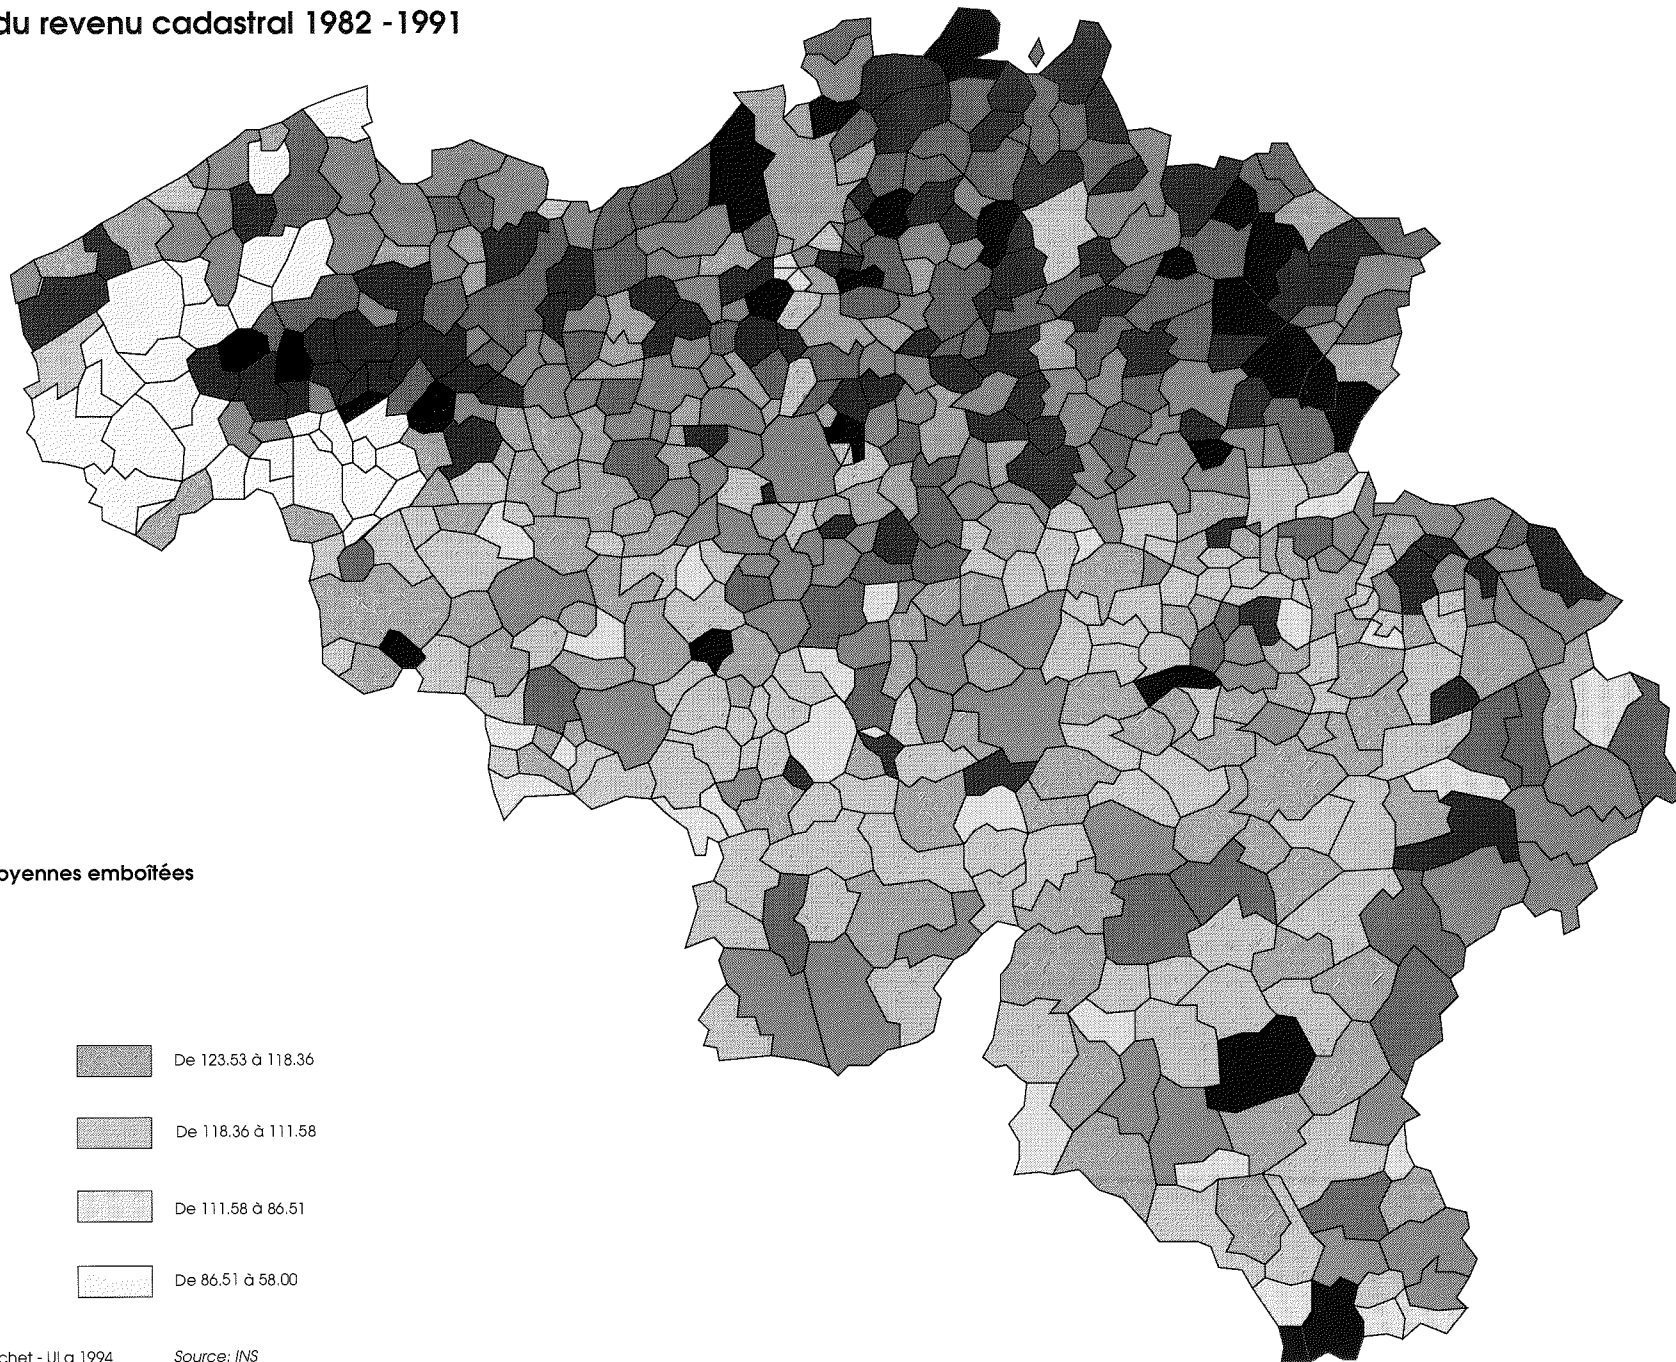 du revenu cadastral 1982 -1991
oyennes emboîtées
De 123.53 à 118.36
De 118.36 à 111.58
De 111.58 à 86.51
De 86.51 à 58.00
chet - ULg 1994 Source: INS